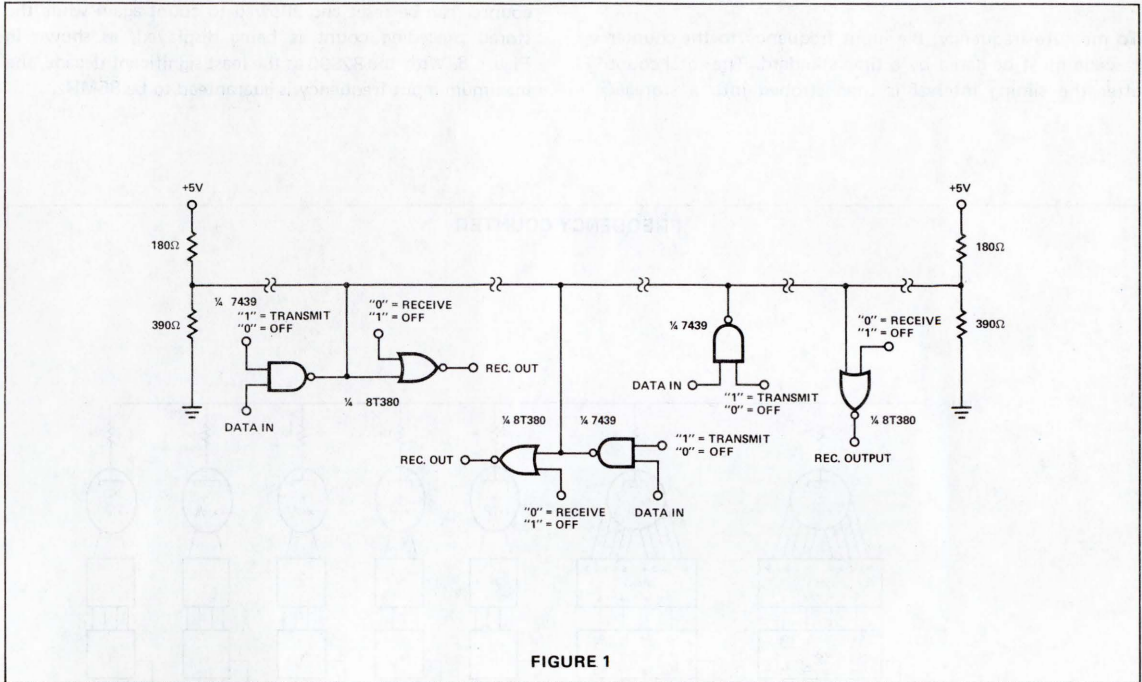 +5V
+5V
180Ω
180Ω
390Ω
390Ω
¼ 7439
"1" = TRANSMIT
"0" = OFF
"0" = RECEIVE
"1" = OFF
REC. OUT
DATA IN
¼ 8T380
¼ 8T380
¼ 7439
REC. OUT
"1" = TRANSMIT
"0" = OFF
"0" = RECEIVE
"1" = OFF
DATA IN
¼ 7439
DATA IN
"1" = TRANSMIT
"0" = OFF
"0" = RECEIVE
"1" = OFF
¼ 8T380
REC. OUTPUT
FIGURE 1